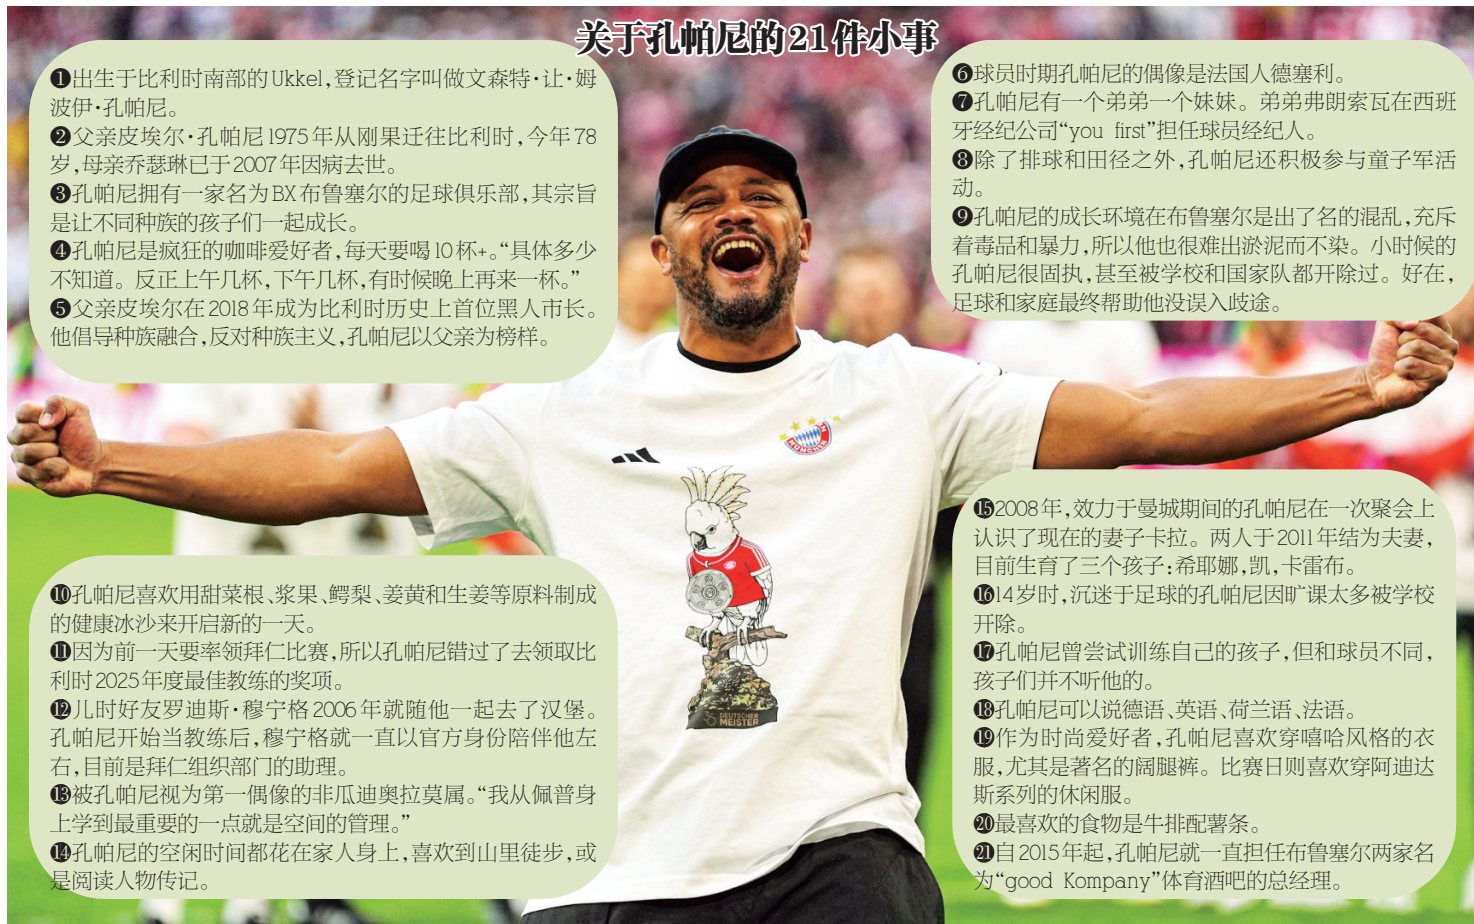 关于孔帕尼的21件小事
❶出生于比利时南部的Ukkel,登记名字叫做文森特·让·姆
波伊·孔帕尼。
❷父亲皮埃尔·孔帕尼1975年从刚果迁往比利时,今年78
岁,母亲乔瑟琳已于2007年因病去世。
❸孔帕尼拥有一家名为BX布鲁塞尔的足球俱乐部,其宗旨
是让不同种族的孩子们一起成长。
❹孔帕尼是疯狂的咖啡爱好者,每天要喝10杯+。“具体多少
不知道。反正上午几杯,下午几杯,有时候晚上再来一杯。”
❺父亲皮埃尔在2018年成为比利时历史上首位黑人市长。
他倡导种族融合,反对种族主义,孔帕尼以父亲为榜样。
❻球员时期孔帕尼的偶像是法国人德塞利。
❼孔帕尼有一个弟弟一个妹妹。弟弟弗朗索瓦在西班
牙经纪公司“you first”担任球员经纪人。
❽除了排球和田径之外,孔帕尼还积极参与童子军活
动。
❾孔帕尼的成长环境在布鲁塞尔是出了名的混乱,充斥
着毒品和暴力,所以他也很难出淤泥而不染。小时候的
孔帕尼很固执,甚至被学校和国家队都开除过。好在,
足球和家庭最终帮助他没误入歧途。
❿孔帕尼喜欢用甜菜根、浆果、鳄梨、姜黄和生姜等原料制成
的健康冰沙来开启新的一天。
⓫因为前一天要率领拜仁比赛,所以孔帕尼错过了去领取比
利时2025年度最佳教练的奖项。
⓬儿时好友罗迪斯·穆宁格2006年就随他一起去了汉堡。
孔帕尼开始当教练后,穆宁格就一直以官方身份陪伴他左
右,目前是拜仁组织部门的助理。
⓭被孔帕尼视为第一偶像的非瓜迪奥拉莫属。“我从佩普身
上学到最重要的一点就是空间的管理。”
⓮孔帕尼的空闲时间都花在家人身上,喜欢到山里徒步,或
是阅读人物传记。
⓯2008年,效力于曼城期间的孔帕尼在一次聚会上
认识了现在的妻子卡拉。两人于2011年结为夫妻,
目前生育了三个孩子:希耶娜,凯,卡雷布。
⓰14岁时,沉迷于足球的孔帕尼因旷课太多被学校
开除。
⓱孔帕尼曾尝试训练自己的孩子,但和球员不同,
孩子们并不听他的。
⓲孔帕尼可以说德语、英语、荷兰语、法语。
⓳作为时尚爱好者,孔帕尼喜欢穿嘻哈风格的衣
服,尤其是著名的阔腿裤。比赛日则喜欢穿阿迪达
斯系列的休闲服。
⓴最喜欢的食物是牛排配薯条。
㉑自2015年起,孔帕尼就一直担任布鲁塞尔两家名
为“good Kompany”体育酒吧的总经理。
MÜNCHEN
DEUTSCHER
MEISTER